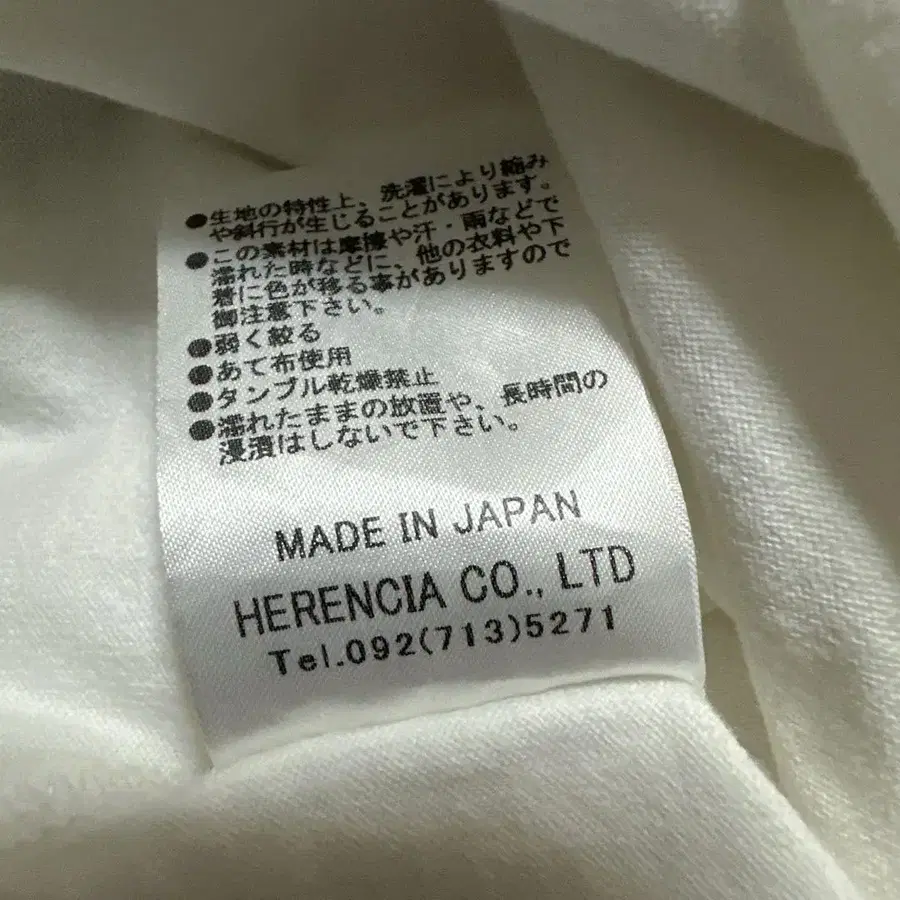 ●生地の特性上、洗濯により縮み
や斜行が生じることがあります。
●この素材は摩擦や汗・雨などで
濡れた時などに、他の衣料や下
着に色が移る事がありますので
御注意下さい。
●弱く絞る
●あて布使用
●タンブル乾燥禁止
●濡れたままの放置や、長時間の
浸漬はしないで下さい。
MADE IN JAPAN
HERENCIA CO., LTD
Tel.092(713)5271